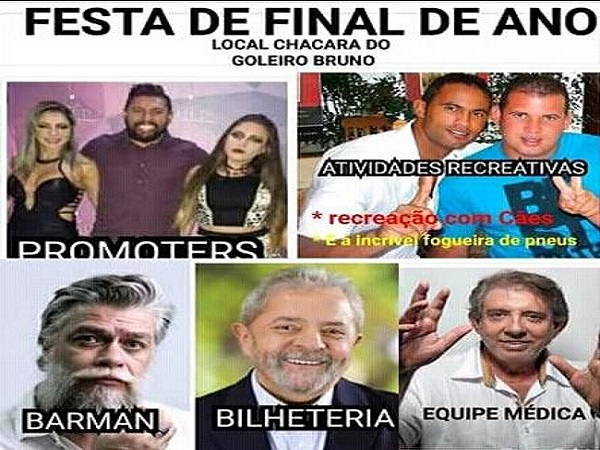 FESTA DE FINAL DE ANO
LOCAL CHACARA DO
GOLEIRO BRUNO
ATIVIDADES RECREATIVAS
* recreação com Cães
* E a incrível fogueira de pneus
PROMOTERS
BARMAN
BILHETERIA
EQUIPE MÉDICA